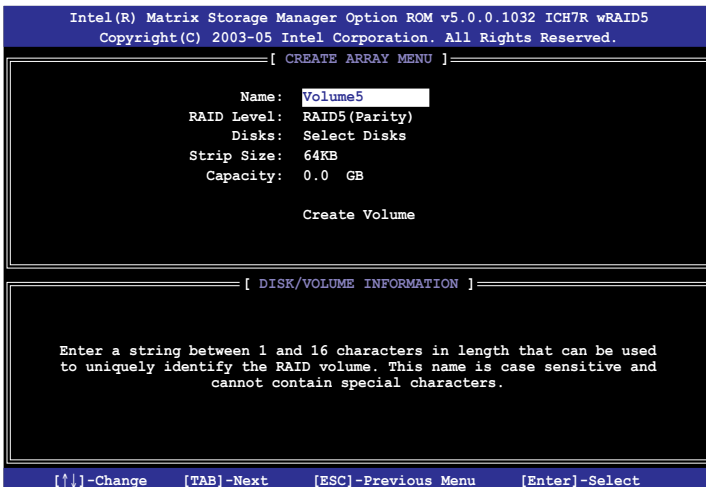 Intel(R) Matrix Storage Manager Option ROM v5.0.0.1032 ICH7R wRAID5
Copyright(C) 2003-05 Intel Corporation. All Rights Reserved.
[ CREATE ARRAY MENU ]
Name: Volume5
RAID Level: RAID5(Parity)
Disks: Select Disks
Strip Size: 64KB
Capacity: 0.0 GB
Create Volume
[ DISK/VOLUME INFORMATION ]
Enter a string between 1 and 16 characters in length that can be used
to uniquely identify the RAID volume. This name is case sensitive and
cannot contain special characters.
[↑↓]-Change [TAB]-Next [ESC]-Previous Menu [Enter]-Select